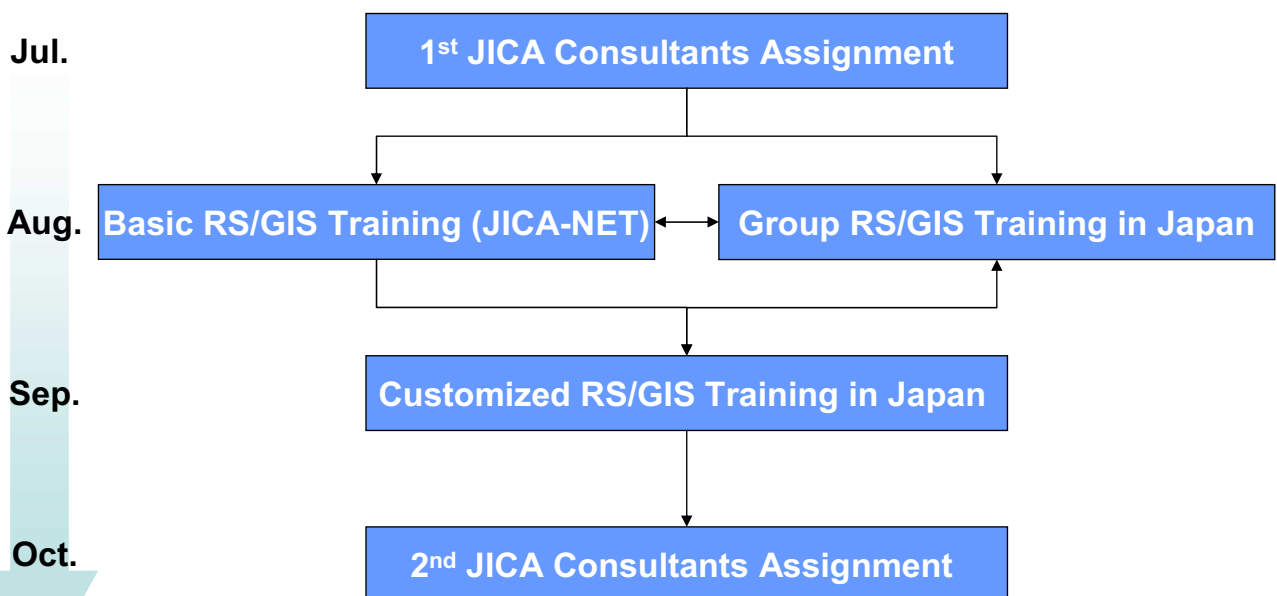 Jul.
1st JICA Consultants Assignment
Aug.
Basic RS/GIS Training (JICA-NET)
Group RS/GIS Training in Japan
Sep.
Customized RS/GIS Training in Japan
Oct.
2nd JICA Consultants Assignment